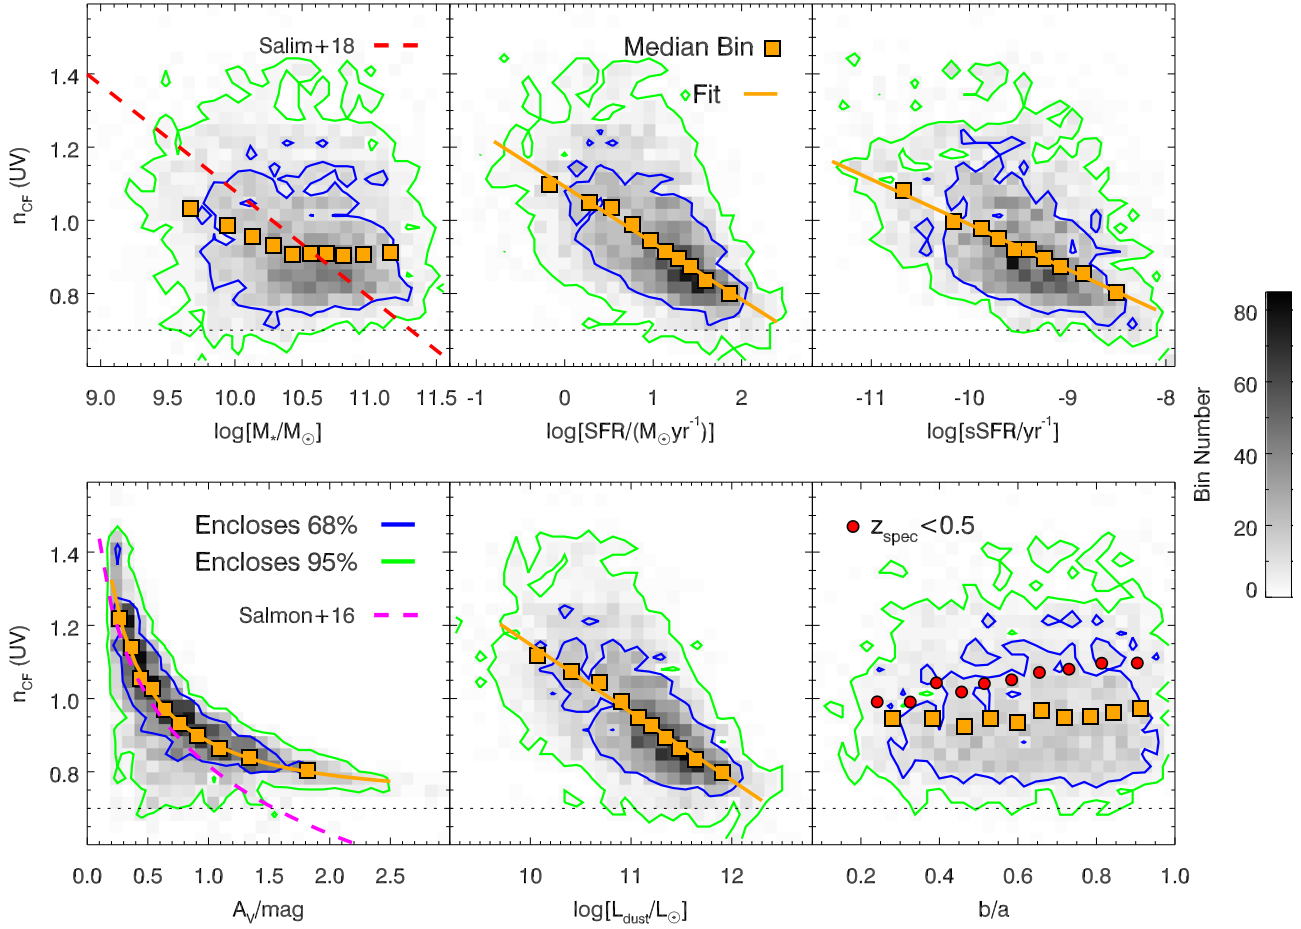 Salim+18
Median Bin
Fit
1.4
1.2
1.0
0.8
n_CF (UV)
9.0 9.5 10.0 10.5 11.0 11.5
-1 0 1 2
-11 -10 -9 -8
log[M_*/M_⊙]
log[SFR/(M_⊙yr^-1)]
log[sSFR/yr^-1]
80
60
40
20
0
Bin Number
Encloses 68%
Encloses 95%
Salmon+16
z_spec<0.5
1.4
1.2
1.0
0.8
n_CF (UV)
0.0 0.5 1.0 1.5 2.0 2.5
10 11 12
0.2 0.4 0.6 0.8 1.0
A_V/mag
log[L_dust/L_⊙]
b/a